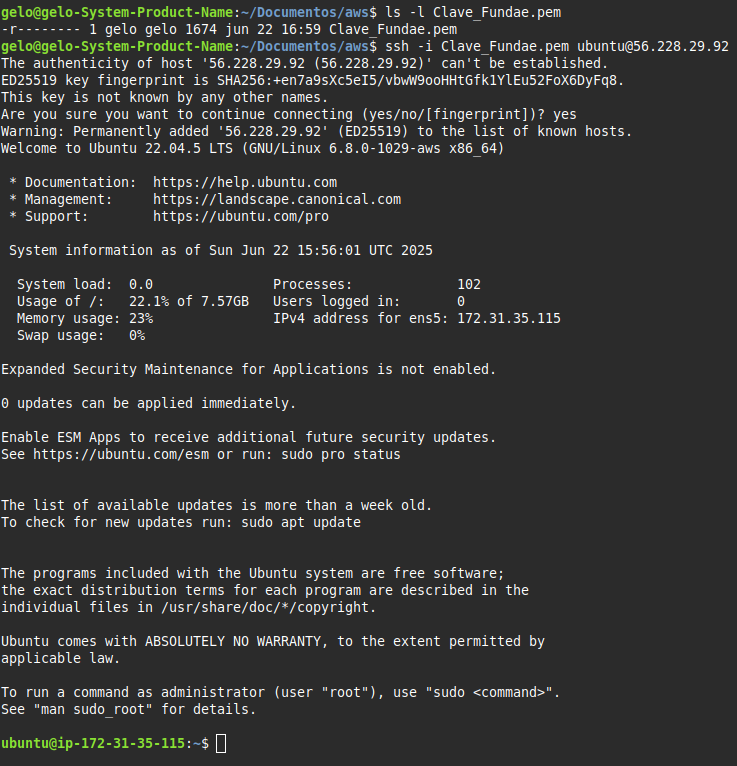 gelo@gelo-System-Product-Name:~/Documentos/aws$ ls -l Clave_Fundae.pem
-r-------- 1 gelo gelo 1674 jun 22 16:59 Clave_Fundae.pem
gelo@gelo-System-Product-Name:~/Documentos/aws$ ssh -i Clave_Fundae.pem ubuntu@56.228.29.92
The authenticity of host '56.228.29.92 (56.228.29.92)' can't be established.
ED25519 key fingerprint is SHA256:+en7a9sXc5eI5/vbwW9ooHHtGfk1YlEu52FoX6DyFq8.
This key is not known by any other names.
Are you sure you want to continue connecting (yes/no/[fingerprint])? yes
Warning: Permanently added '56.228.29.92' (ED25519) to the list of known hosts.
Welcome to Ubuntu 22.04.5 LTS (GNU/Linux 6.8.0-1029-aws x86_64)

 * Documentation:  https://help.ubuntu.com
 * Management:     https://landscape.canonical.com
 * Support:        https://ubuntu.com/pro

 System information as of Sun Jun 22 15:56:01 UTC 2025

  System load:  0.0               Processes:             102
  Usage of /:   22.1% of 7.57GB   Users logged in:       0
  Memory usage: 23%               IPv4 address for ens5: 172.31.35.115
  Swap usage:   0%

Expanded Security Maintenance for Applications is not enabled.

0 updates can be applied immediately.

Enable ESM Apps to receive additional future security updates.
See https://ubuntu.com/esm or run: sudo pro status

The list of available updates is more than a week old.
To check for new updates run: sudo apt update

The programs included with the Ubuntu system are free software;
the exact distribution terms for each program are described in the
individual files in /usr/share/doc/*/copyright.

Ubuntu comes with ABSOLUTELY NO WARRANTY, to the extent permitted by
applicable law.

To run a command as administrator (user "root"), use "sudo <command>".
See "man sudo_root" for details.

ubuntu@ip-172-31-35-115:~$